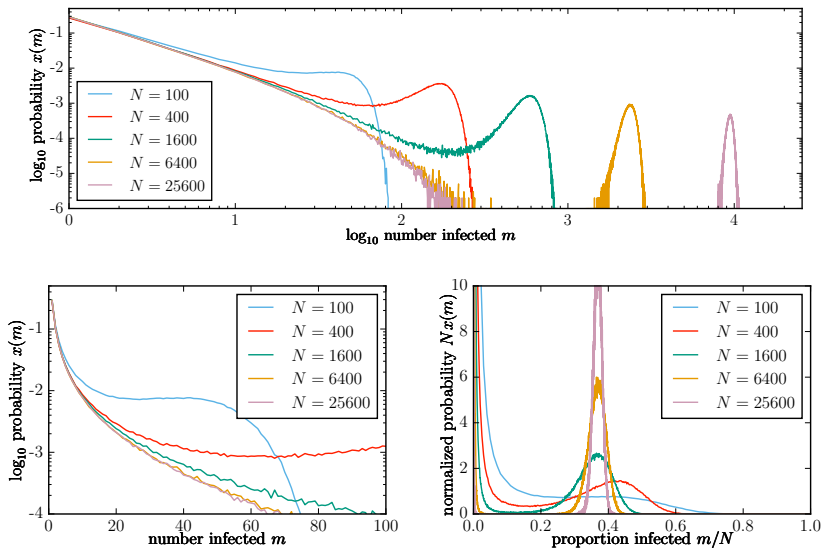 log₁₀ probability x(m)
-1
-2
-3
-4
-5
-6
N = 100
N = 400
N = 1600
N = 6400
N = 25600
0 1 2 3 4
log₁₀ number infected m
log₁₀ probability x(m)
-1
-2
-3
-4
N = 100
N = 400
N = 1600
N = 6400
N = 25600
0 20 40 60 80 100
number infected m
normalized probability N x(m)
10
8
6
4
2
0
N = 100
N = 400
N = 1600
N = 6400
N = 25600
0.0 0.2 0.4 0.6 0.8 1.0
proportion infected m/N